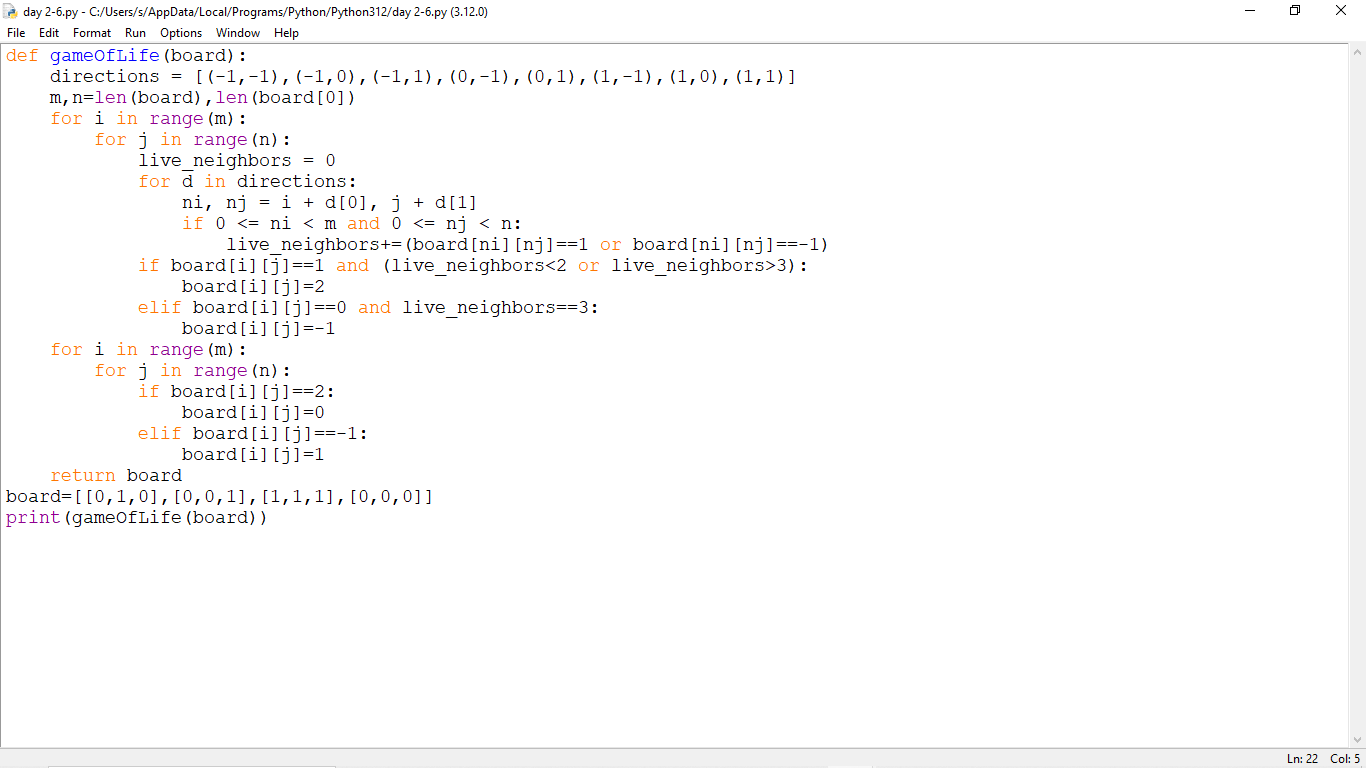 day 2-6.py - C:/Users/s/AppData/Local/Programs/Python/Python312/day 2-6.py (3.12.0)
File Edit Format Run Options Window Help
def gameOfLife(board):
    directions = [(-1,-1),(-1,0),(-1,1),(0,-1),(0,1),(1,-1),(1,0),(1,1)]
    m,n=len(board),len(board[0])
    for i in range(m):
        for j in range(n):
            live_neighbors = 0
            for d in directions:
                ni, nj = i + d[0], j + d[1]
                if 0 <= ni < m and 0 <= nj < n:
                    live_neighbors+=(board[ni][nj]==1 or board[ni][nj]==-1)
            if board[i][j]==1 and (live_neighbors<2 or live_neighbors>3):
                board[i][j]=2
            elif board[i][j]==0 and live_neighbors==3:
                board[i][j]=-1
    for i in range(m):
        for j in range(n):
            if board[i][j]==2:
                board[i][j]=0
            elif board[i][j]==-1:
                board[i][j]=1
    return board
board=[[0,1,0],[0,0,1],[1,1,1],[0,0,0]]
print(gameOfLife(board))
Ln: 22 Col: 5